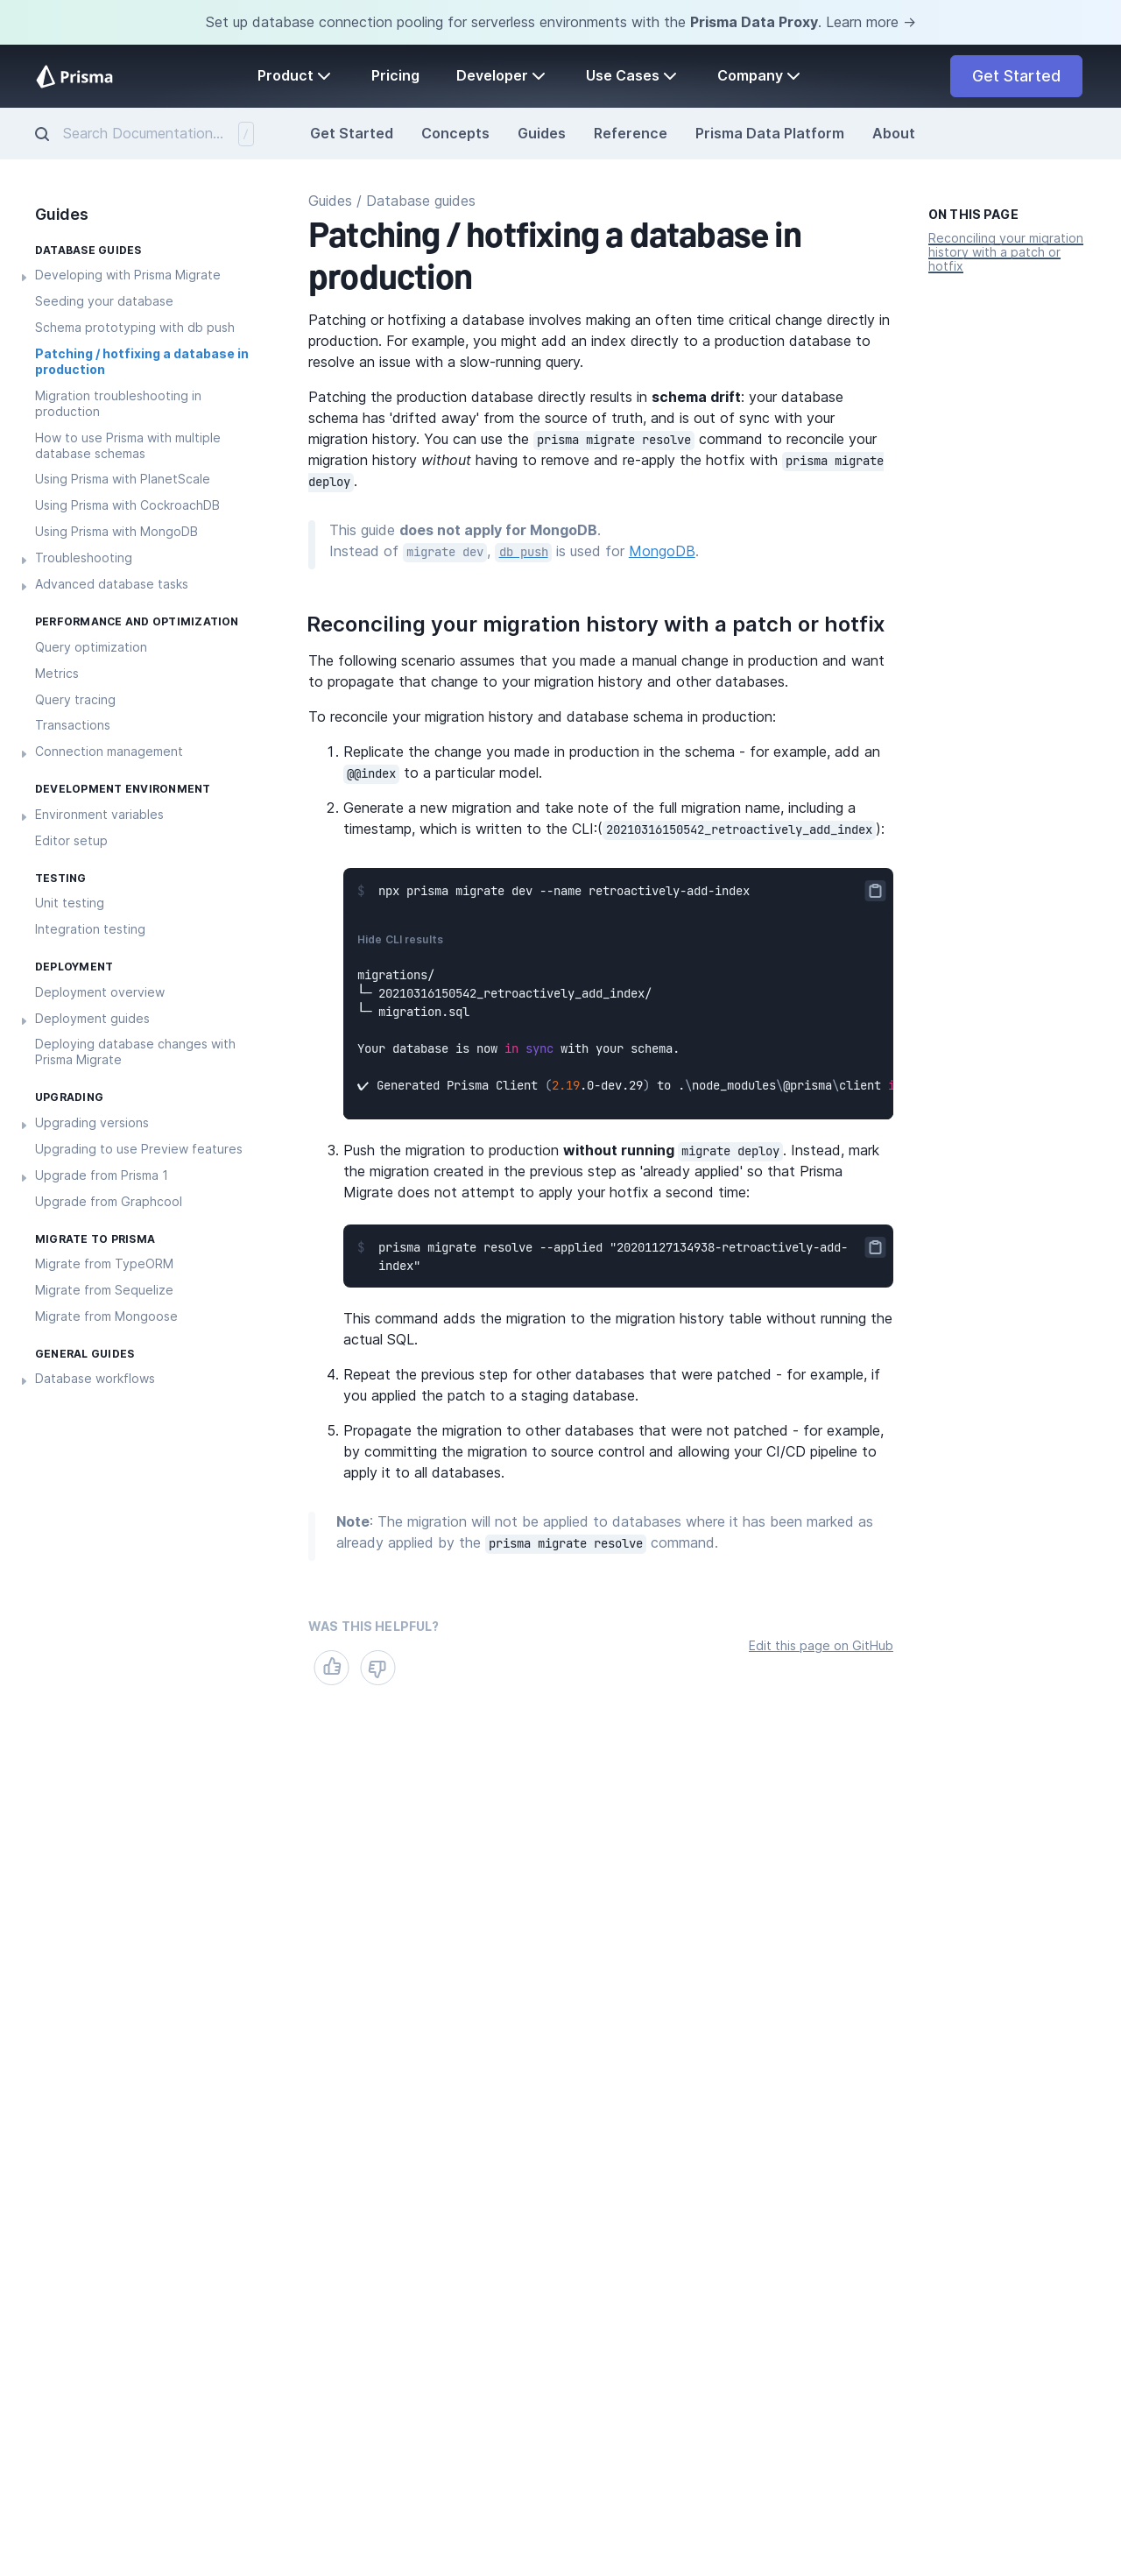 Set up database connection pooling for serverless environments with the Prisma Data Proxy. Learn more →
Prisma
Product
Pricing
Developer
Use Cases
Company
Get Started
Search Documentation...
/
Get Started
Concepts
Guides
Reference
Prisma Data Platform
About
Guides
DATABASE GUIDES
Developing with Prisma Migrate
Seeding your database
Schema prototyping with db push
Patching / hotfixing a database in
production
Migration troubleshooting in
production
How to use Prisma with multiple
database schemas
Using Prisma with PlanetScale
Using Prisma with CockroachDB
Using Prisma with MongoDB
Troubleshooting
Advanced database tasks
PERFORMANCE AND OPTIMIZATION
Query optimization
Metrics
Query tracing
Transactions
Connection management
DEVELOPMENT ENVIRONMENT
Environment variables
Editor setup
TESTING
Unit testing
Integration testing
DEPLOYMENT
Deployment overview
Deployment guides
Deploying database changes with
Prisma Migrate
UPGRADING
Upgrading versions
Upgrading to use Preview features
Upgrade from Prisma 1
Upgrade from Graphcool
MIGRATE TO PRISMA
Migrate from TypeORM
Migrate from Sequelize
Migrate from Mongoose
GENERAL GUIDES
Database workflows
Guides / Database guides
Patching / hotfixing a database in
production
Patching or hotfixing a database involves making an often time critical change directly in
production. For example, you might add an index directly to a production database to
resolve an issue with a slow-running query.
Patching the production database directly results in schema drift: your database
schema has 'drifted away' from the source of truth, and is out of sync with your
migration history. You can use the prisma migrate resolve command to reconcile your
migration history without having to remove and re-apply the hotfix with prisma migrate
deploy.
This guide does not apply for MongoDB.
Instead of migrate dev, db push is used for MongoDB.
Reconciling your migration history with a patch or hotfix
The following scenario assumes that you made a manual change in production and want
to propagate that change to your migration history and other databases.
To reconcile your migration history and database schema in production:
1. Replicate the change you made in production in the schema - for example, add an
@@index to a particular model.
2. Generate a new migration and take note of the full migration name, including a
timestamp, which is written to the CLI:(20210316150542_retroactively_add_index):
$ npx prisma migrate dev --name retroactively-add-index
Hide CLI results
migrations/
└─ 20210316150542_retroactively_add_index/
└─ migration.sql
Your database is now in sync with your schema.
✔ Generated Prisma Client (2.19.0-dev.29) to .\node_modules\@prisma\client i
3. Push the migration to production without running migrate deploy. Instead, mark
the migration created in the previous step as 'already applied' so that Prisma
Migrate does not attempt to apply your hotfix a second time:
$ prisma migrate resolve --applied "20201127134938-retroactively-add-
index"
This command adds the migration to the migration history table without running the
actual SQL.
4. Repeat the previous step for other databases that were patched - for example, if
you applied the patch to a staging database.
5. Propagate the migration to other databases that were not patched - for example,
by committing the migration to source control and allowing your CI/CD pipeline to
apply it to all databases.
Note: The migration will not be applied to databases where it has been marked as
already applied by the prisma migrate resolve command.
WAS THIS HELPFUL?
Edit this page on GitHub
ON THIS PAGE
Reconciling your migration
history with a patch or
hotfix